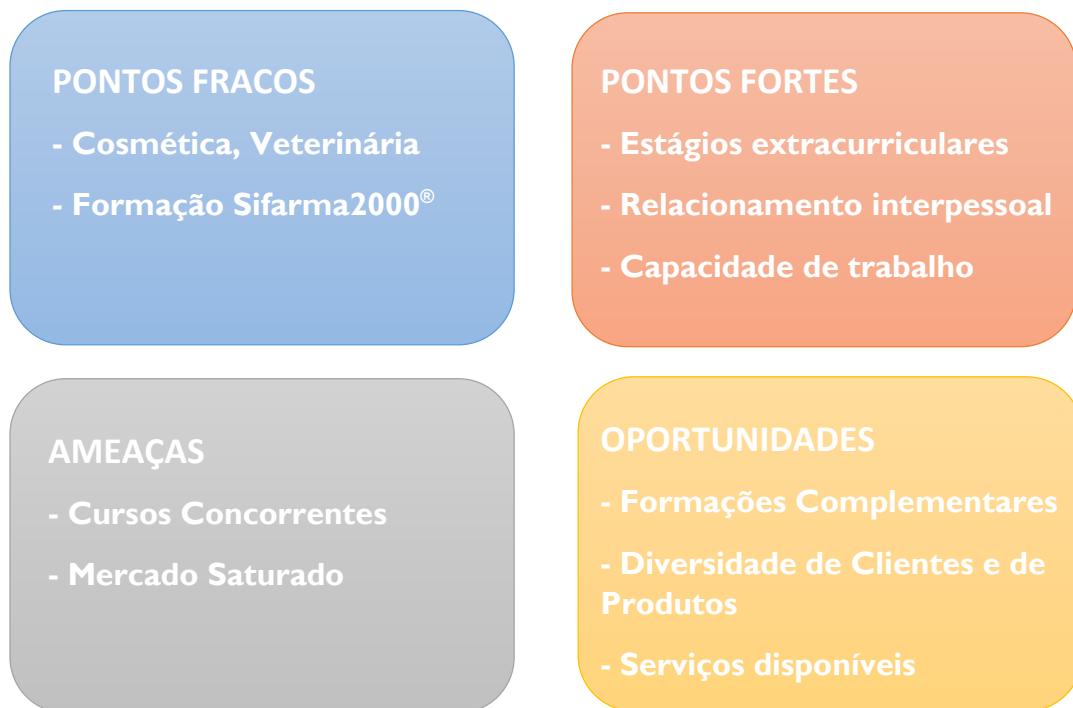 PONTOS FRACOS
- Cosmética, Veterinária
- Formação Sifarma2000®
PONTOS FORTES
- Estágios extracurriculares
- Relacionamento interpessoal
- Capacidade de trabalho
AMEAÇAS
- Cursos Concorrentes
- Mercado Saturado
OPORTUNIDADES
- Formações Complementares
- Diversidade de Clientes e de
Produtos
- Serviços disponíveis